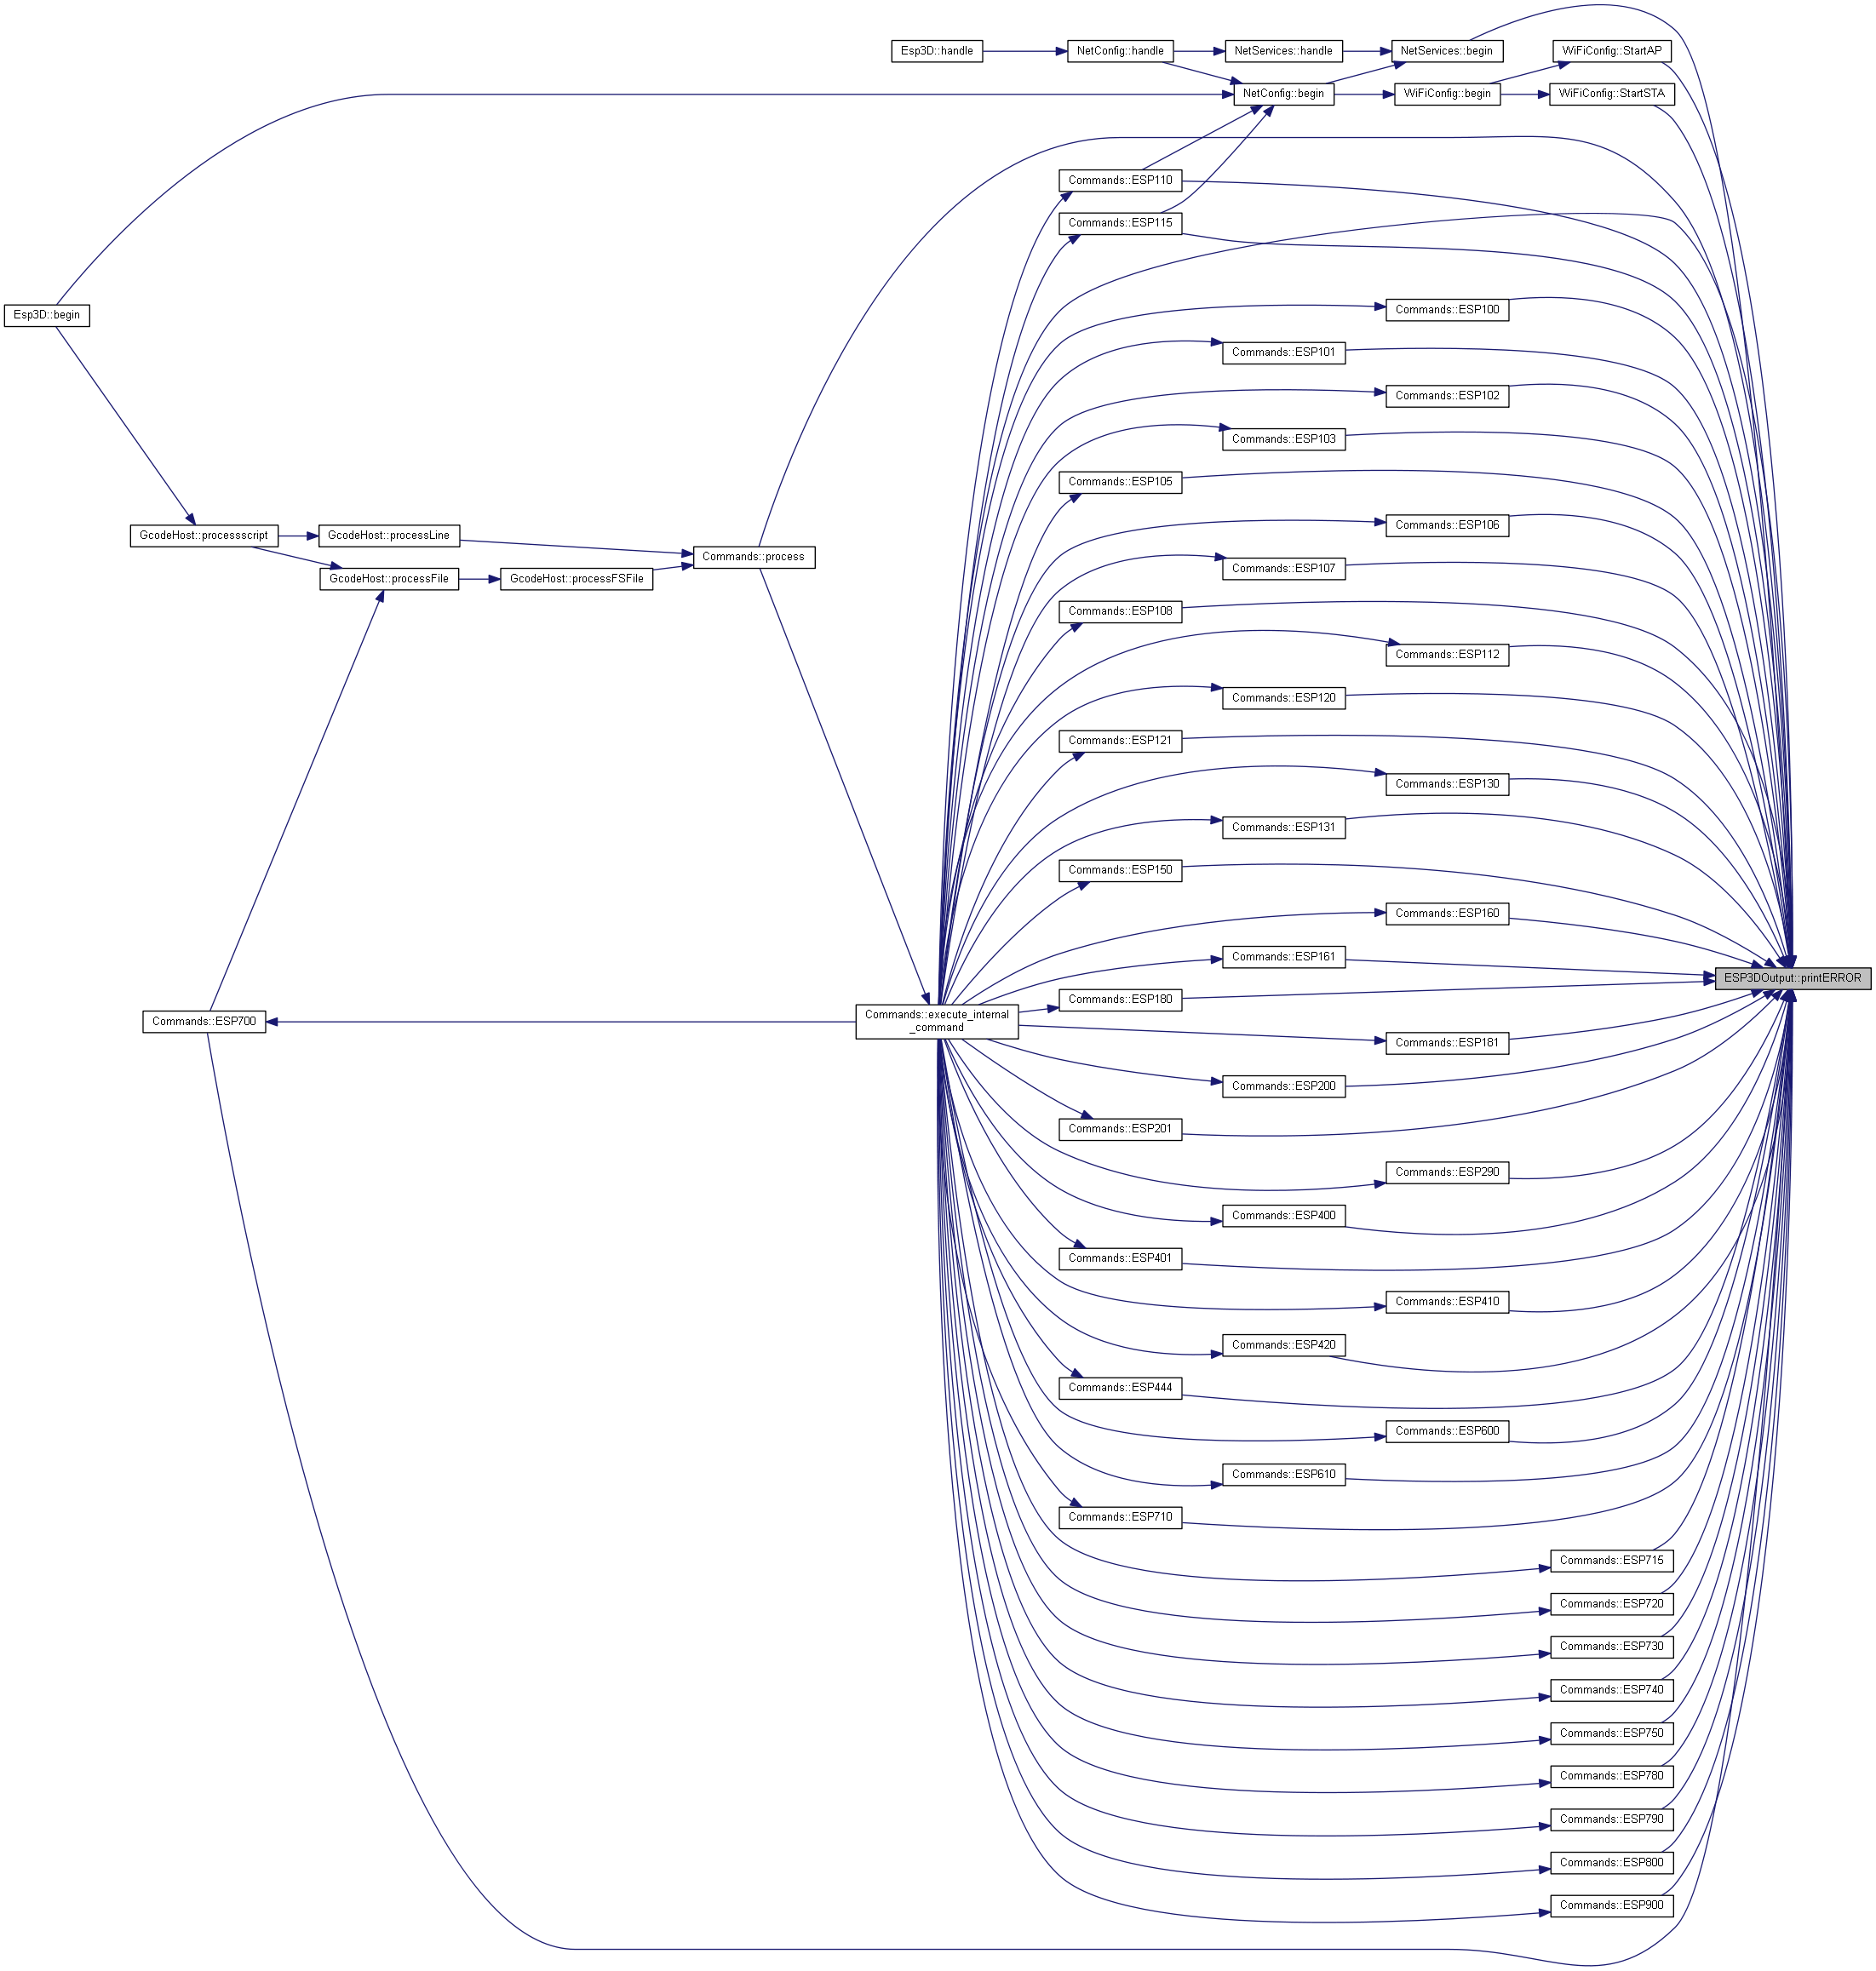 Esp3D::handle
NetConfig::handle
NetServices::handle
NetServices::begin
WiFiConfig::StartAP
NetConfig::begin
WiFiConfig::begin
WiFiConfig::StartSTA
Commands::ESP110
Commands::ESP115
Esp3D::begin
Commands::ESP100
Commands::ESP101
Commands::ESP102
Commands::ESP103
Commands::ESP105
Commands::ESP106
GcodeHost::processscript
GcodeHost::processLine
Commands::process
Commands::ESP107
GcodeHost::processFile
GcodeHost::processFSFile
Commands::ESP108
Commands::ESP112
Commands::ESP120
Commands::ESP121
Commands::ESP130
Commands::ESP131
Commands::ESP150
Commands::ESP160
Commands::ESP161
ESP3DOutput::printERROR
Commands::ESP180
Commands::ESP700
Commands::execute_internal
_command
Commands::ESP181
Commands::ESP200
Commands::ESP201
Commands::ESP290
Commands::ESP400
Commands::ESP401
Commands::ESP410
Commands::ESP420
Commands::ESP444
Commands::ESP600
Commands::ESP610
Commands::ESP710
Commands::ESP715
Commands::ESP720
Commands::ESP730
Commands::ESP740
Commands::ESP750
Commands::ESP780
Commands::ESP790
Commands::ESP800
Commands::ESP900